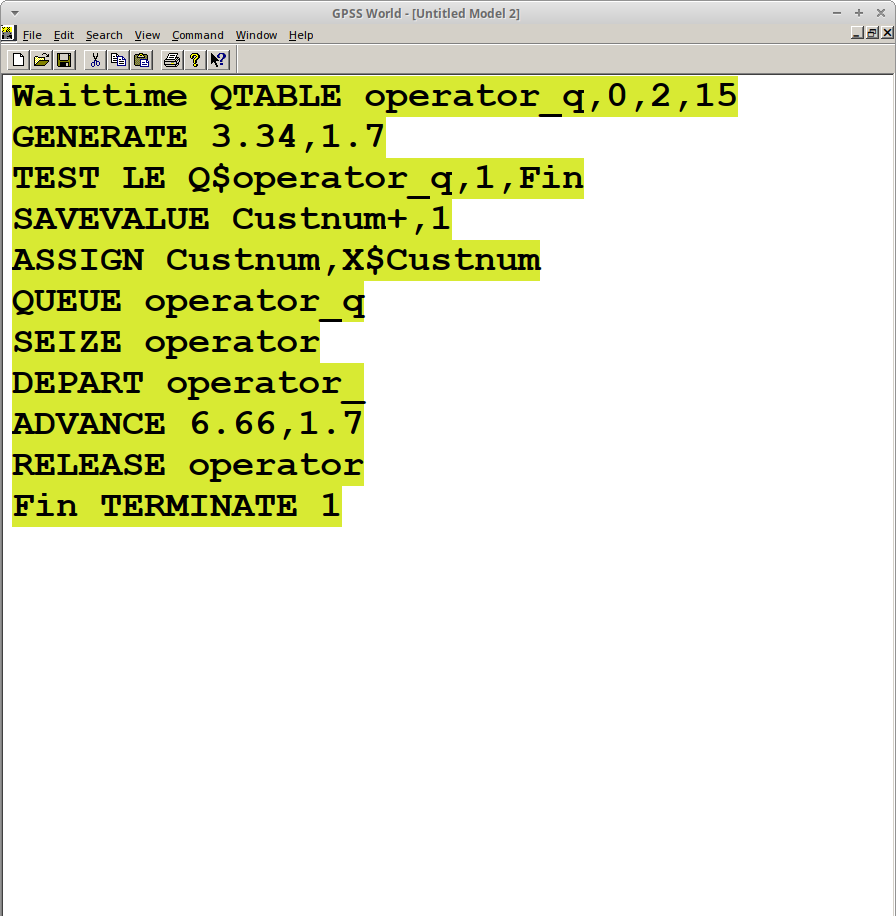 GPSS World - [Untitled Model 2]
File Edit Search View Command Window Help
Waittime QTABLE operator_q,0,2,15
GENERATE 3.34,1.7
TEST LE Q$operator_q,1,Fin
SAVEVALUE Custnum+,1
ASSIGN Custnum,X$Custnum
QUEUE operator_q
SEIZE operator
DEPART operator_
ADVANCE 6.66,1.7
RELEASE operator
Fin TERMINATE 1